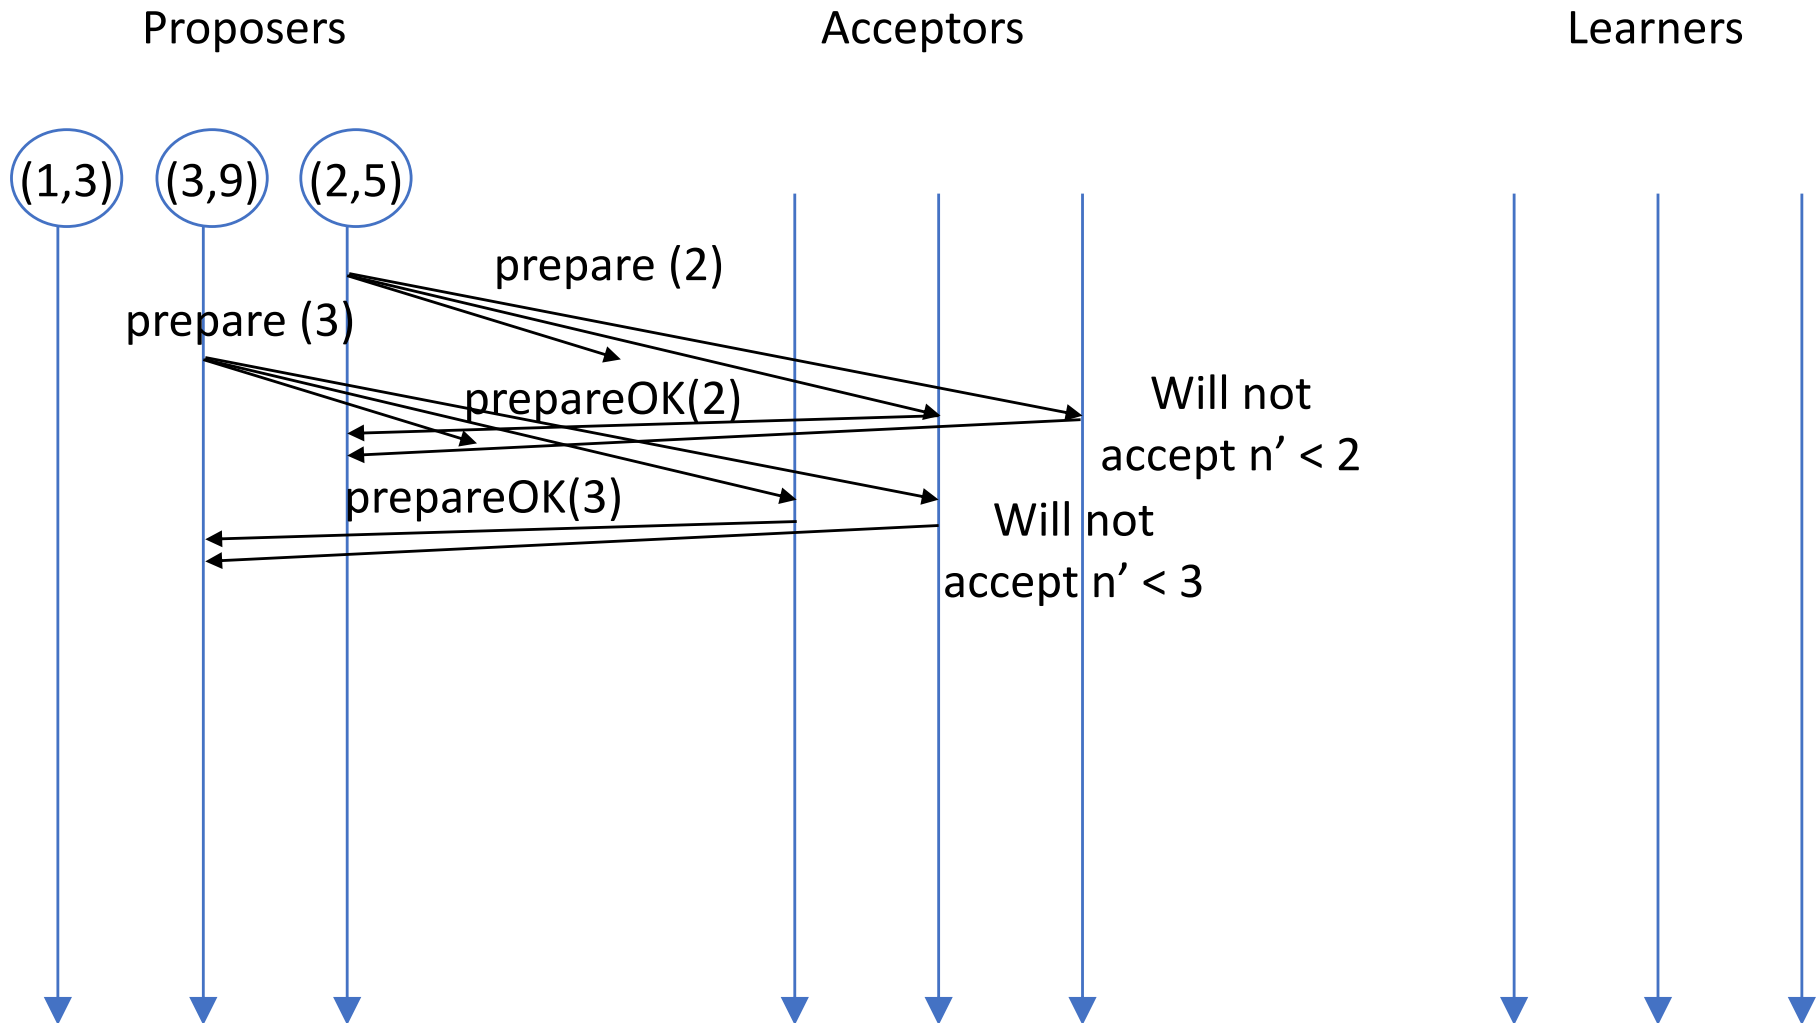 Proposers
Acceptors
Learners
(1,3)
(3,9)
(2,5)
prepare (2)
prepare (3)
prepareOK(2)
Will not
accept n’ < 2
prepareOK(3)
Will not
accept n’ < 3